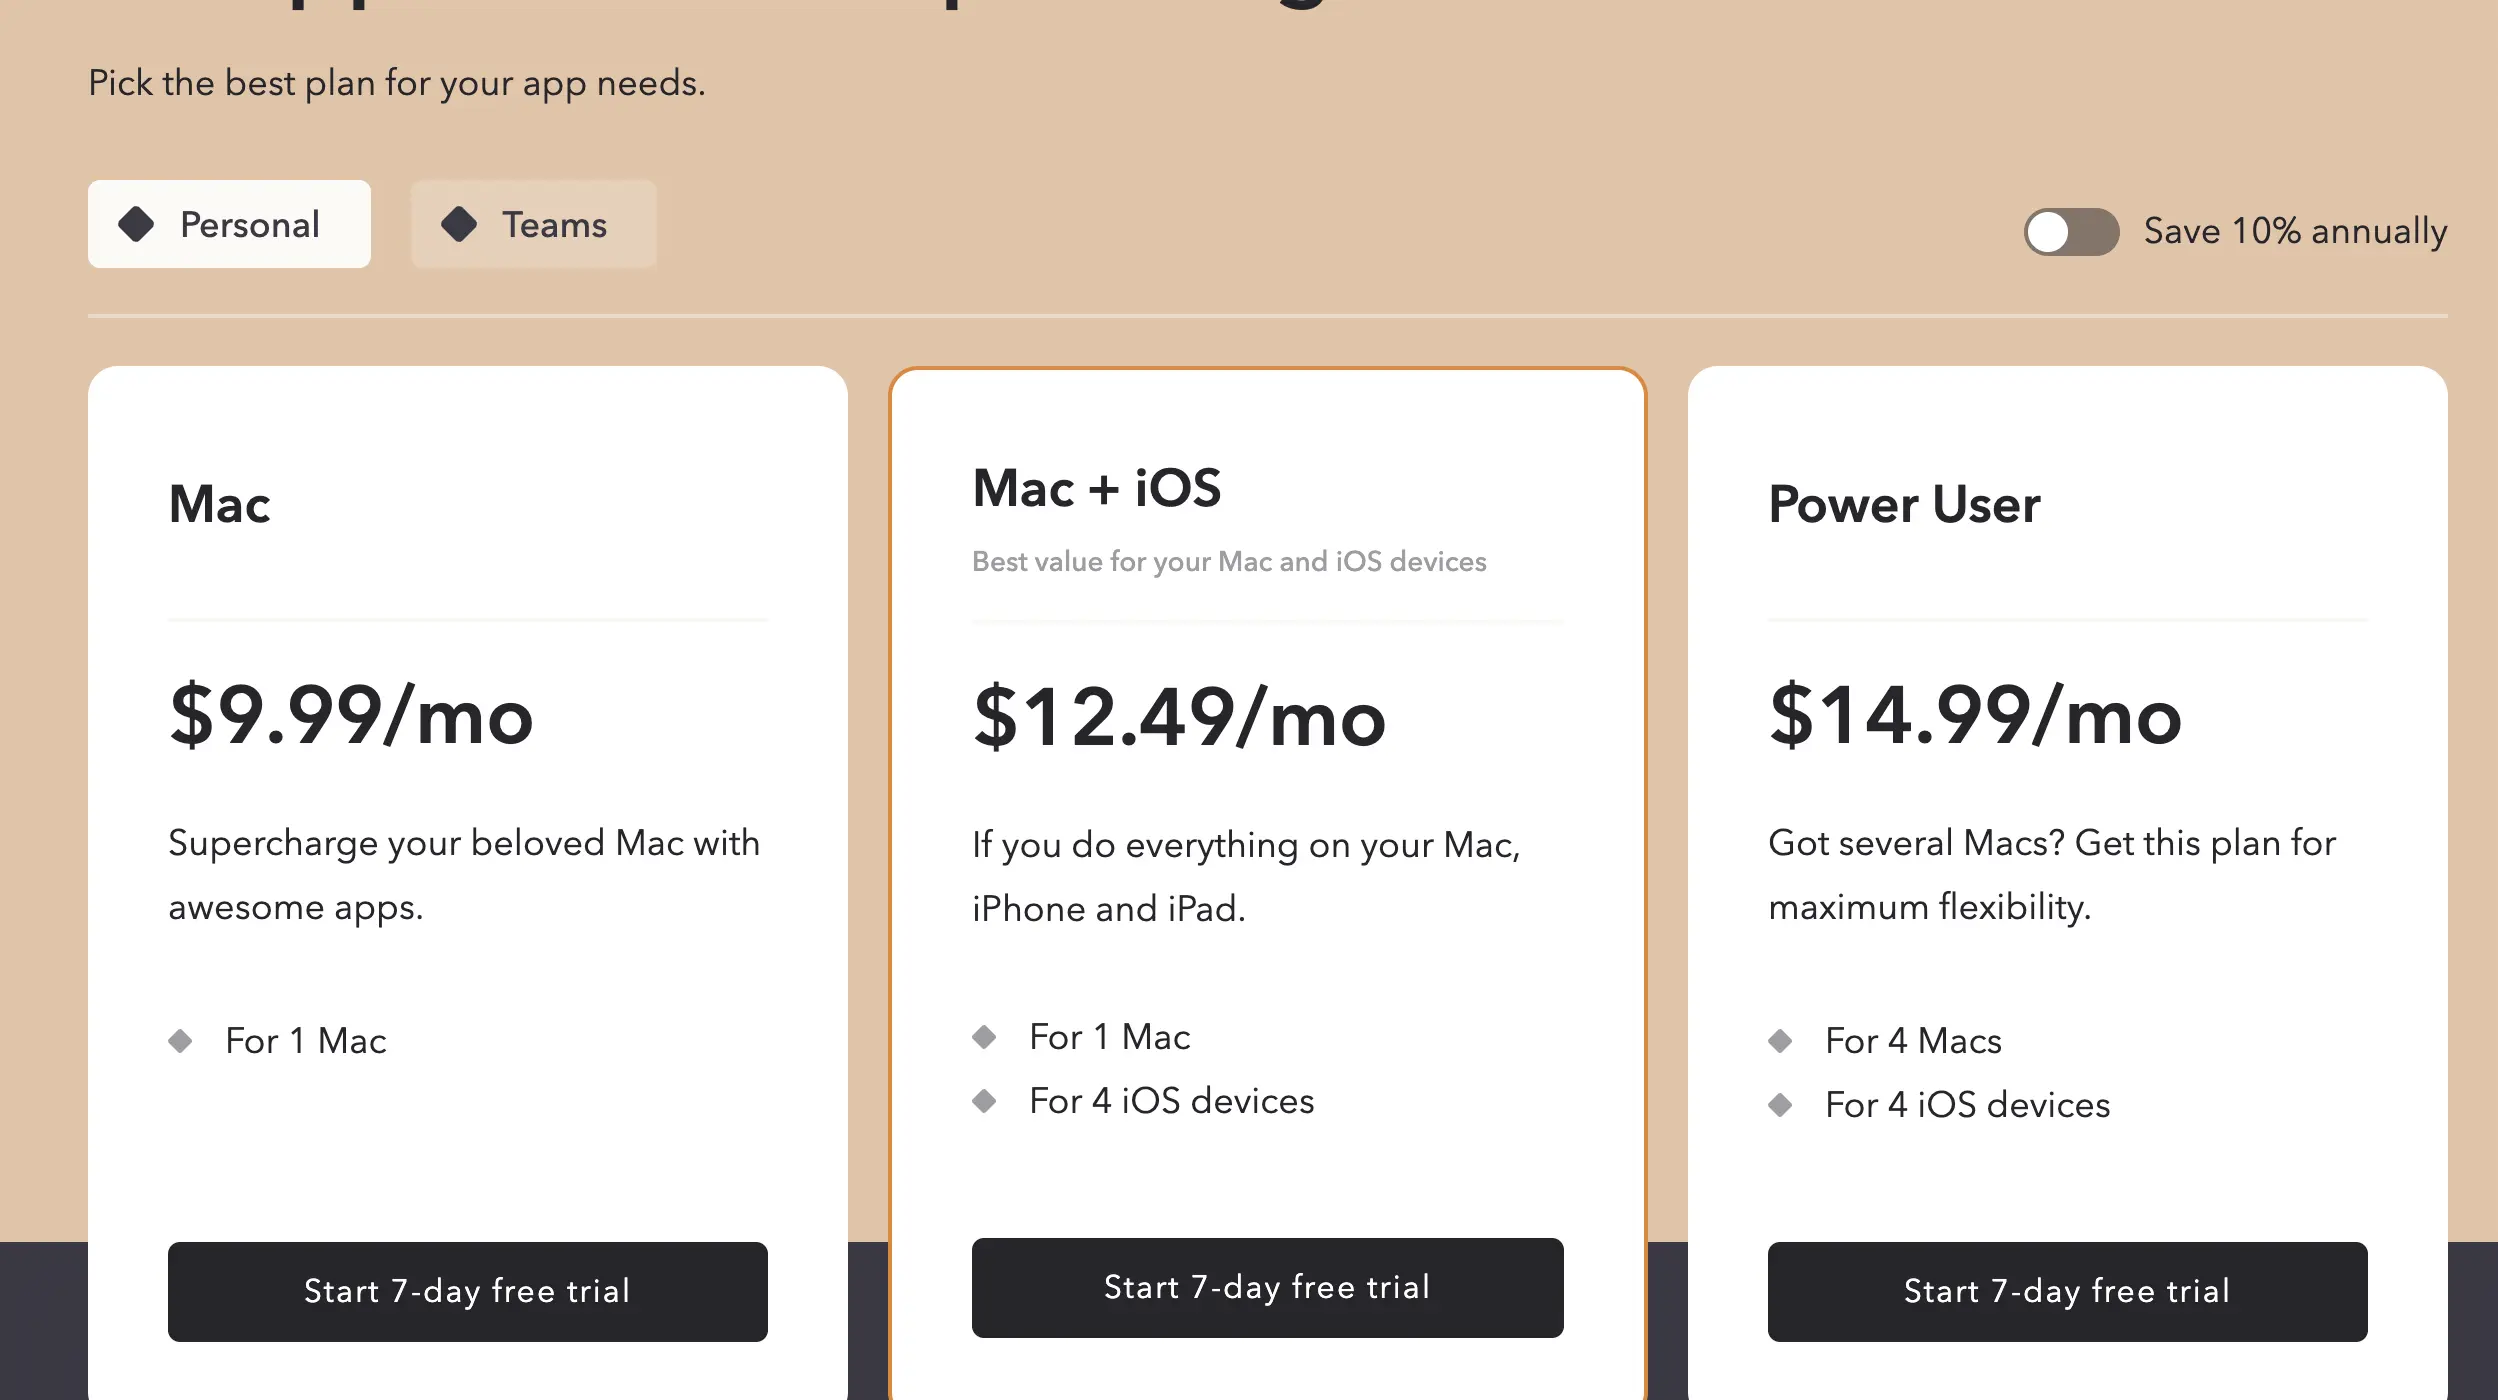 Pick the best plan for your app needs.
Personal
Teams
Save 10% annually
Mac
$9.99/mo
Supercharge your beloved Mac with
awesome apps.
For 1 Mac
Start 7-day free trial
Mac + iOS
Best value for your Mac and iOS devices
$12.49/mo
If you do everything on your Mac,
iPhone and iPad.
For 1 Mac
For 4 iOS devices
Start 7-day free trial
Power User
$14.99/mo
Got several Macs? Get this plan for
maximum flexibility.
For 4 Macs
For 4 iOS devices
Start 7-day free trial